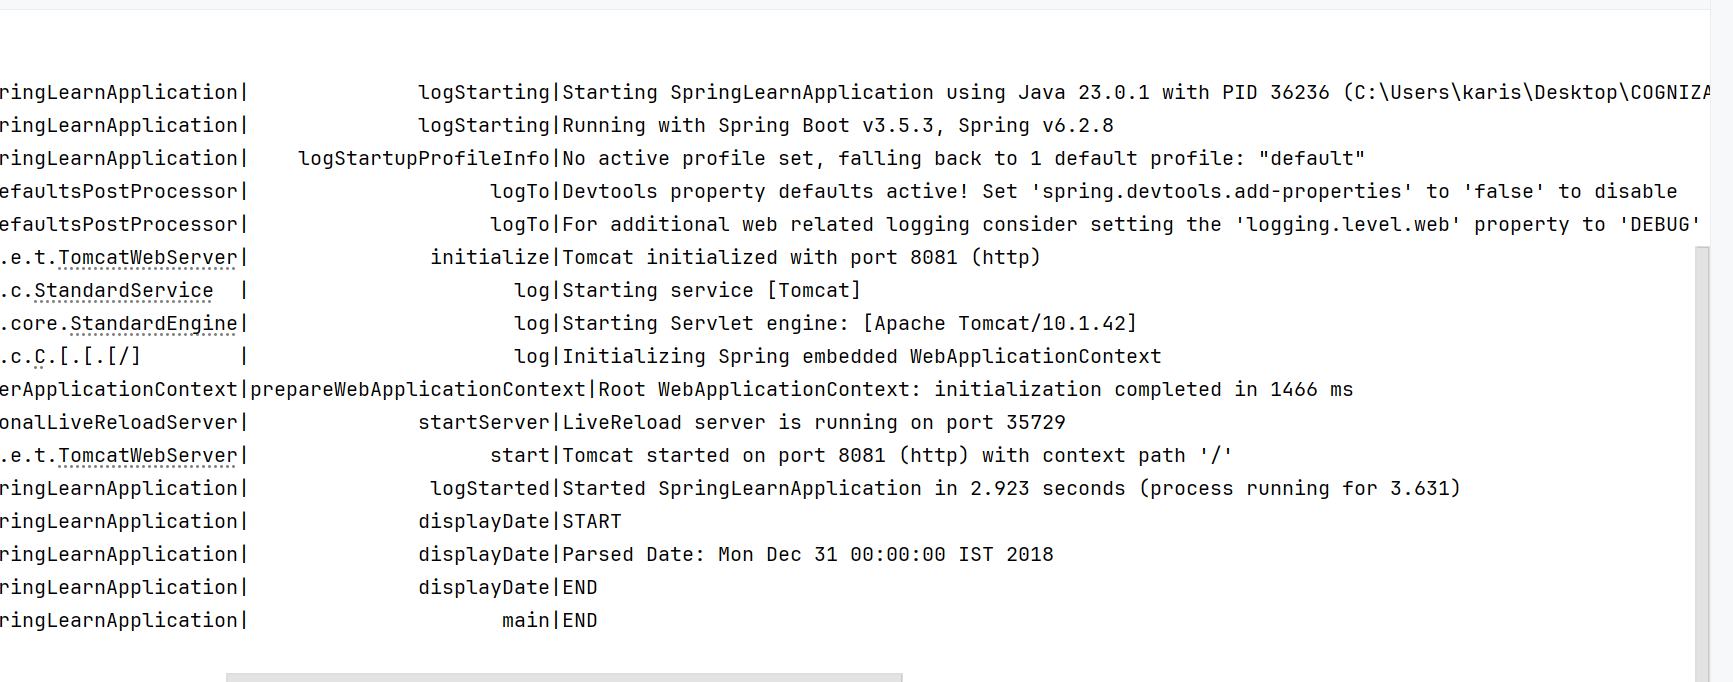 ringLearnApplication|              logStarting|Starting SpringLearnApplication using Java 23.0.1 with PID 36236 (C:\Users\karis\Desktop\COGNIZA
ringLearnApplication|              logStarting|Running with Spring Boot v3.5.3, Spring v6.2.8
ringLearnApplication|    logStartupProfileInfo|No active profile set, falling back to 1 default profile: "default"
efaultsPostProcessor|                    logTo|Devtools property defaults active! Set 'spring.devtools.add-properties' to 'false' to disable
efaultsPostProcessor|                    logTo|For additional web related logging consider setting the 'logging.level.web' property to 'DEBUG'
.e.t.TomcatWebServer|               initialize|Tomcat initialized with port 8081 (http)
.c.StandardService  |                      log|Starting service [Tomcat]
.core.StandardEngine|                      log|Starting Servlet engine: [Apache Tomcat/10.1.42]
.c.C.[.[.[/]        |                      log|Initializing Spring embedded WebApplicationContext
erApplicationContext|prepareWebApplicationContext|Root WebApplicationContext: initialization completed in 1466 ms
onalLiveReloadServer|              startServer|LiveReload server is running on port 35729
.e.t.TomcatWebServer|                    start|Tomcat started on port 8081 (http) with context path '/'
ringLearnApplication|               logStarted|Started SpringLearnApplication in 2.923 seconds (process running for 3.631)
ringLearnApplication|              displayDate|START
ringLearnApplication|              displayDate|Parsed Date: Mon Dec 31 00:00:00 IST 2018
ringLearnApplication|              displayDate|END
ringLearnApplication|                     main|END